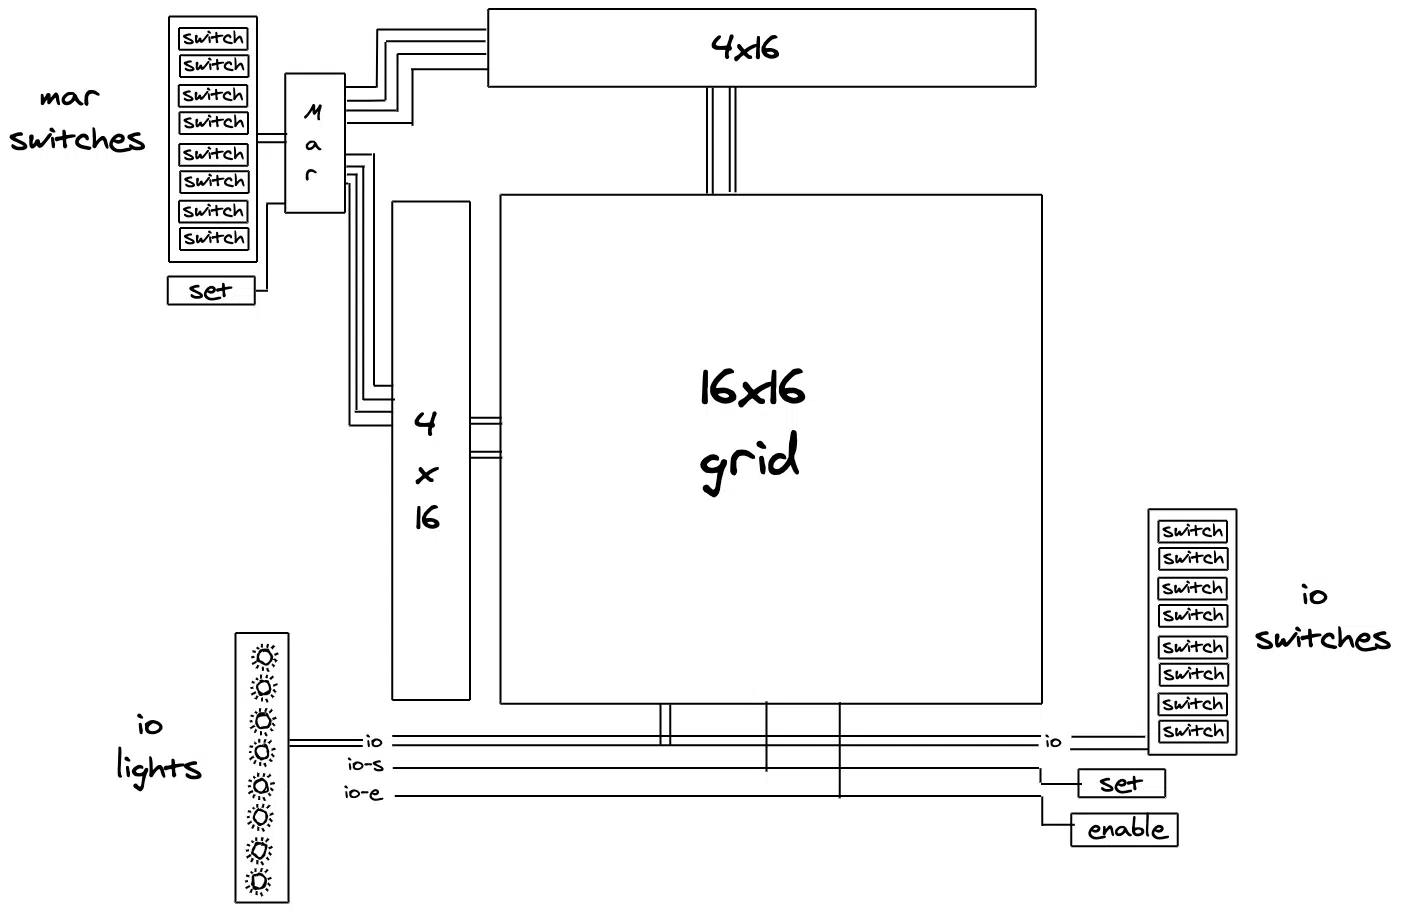 mar
switches
switch
switch
switch
switch
switch
switch
switch
switch
set
M
a
r
4x16
4
x
16
16x16
grid
io
lights
io
io-s
io-e
io
switch
switch
switch
switch
switch
switch
switch
switch
io
switches
set
enable